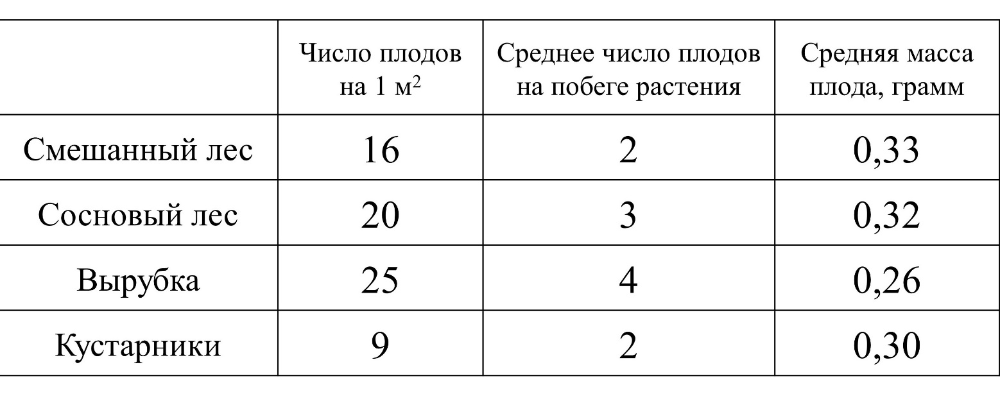 Число плодов
на 1 м²
Среднее число плодов
на побеге растения
Средняя масса
плода, грамм
Смешанный лес 16 2 0,33
Сосновый лес 20 3 0,32
Вырубка 25 4 0,26
Кустарники 9 2 0,30